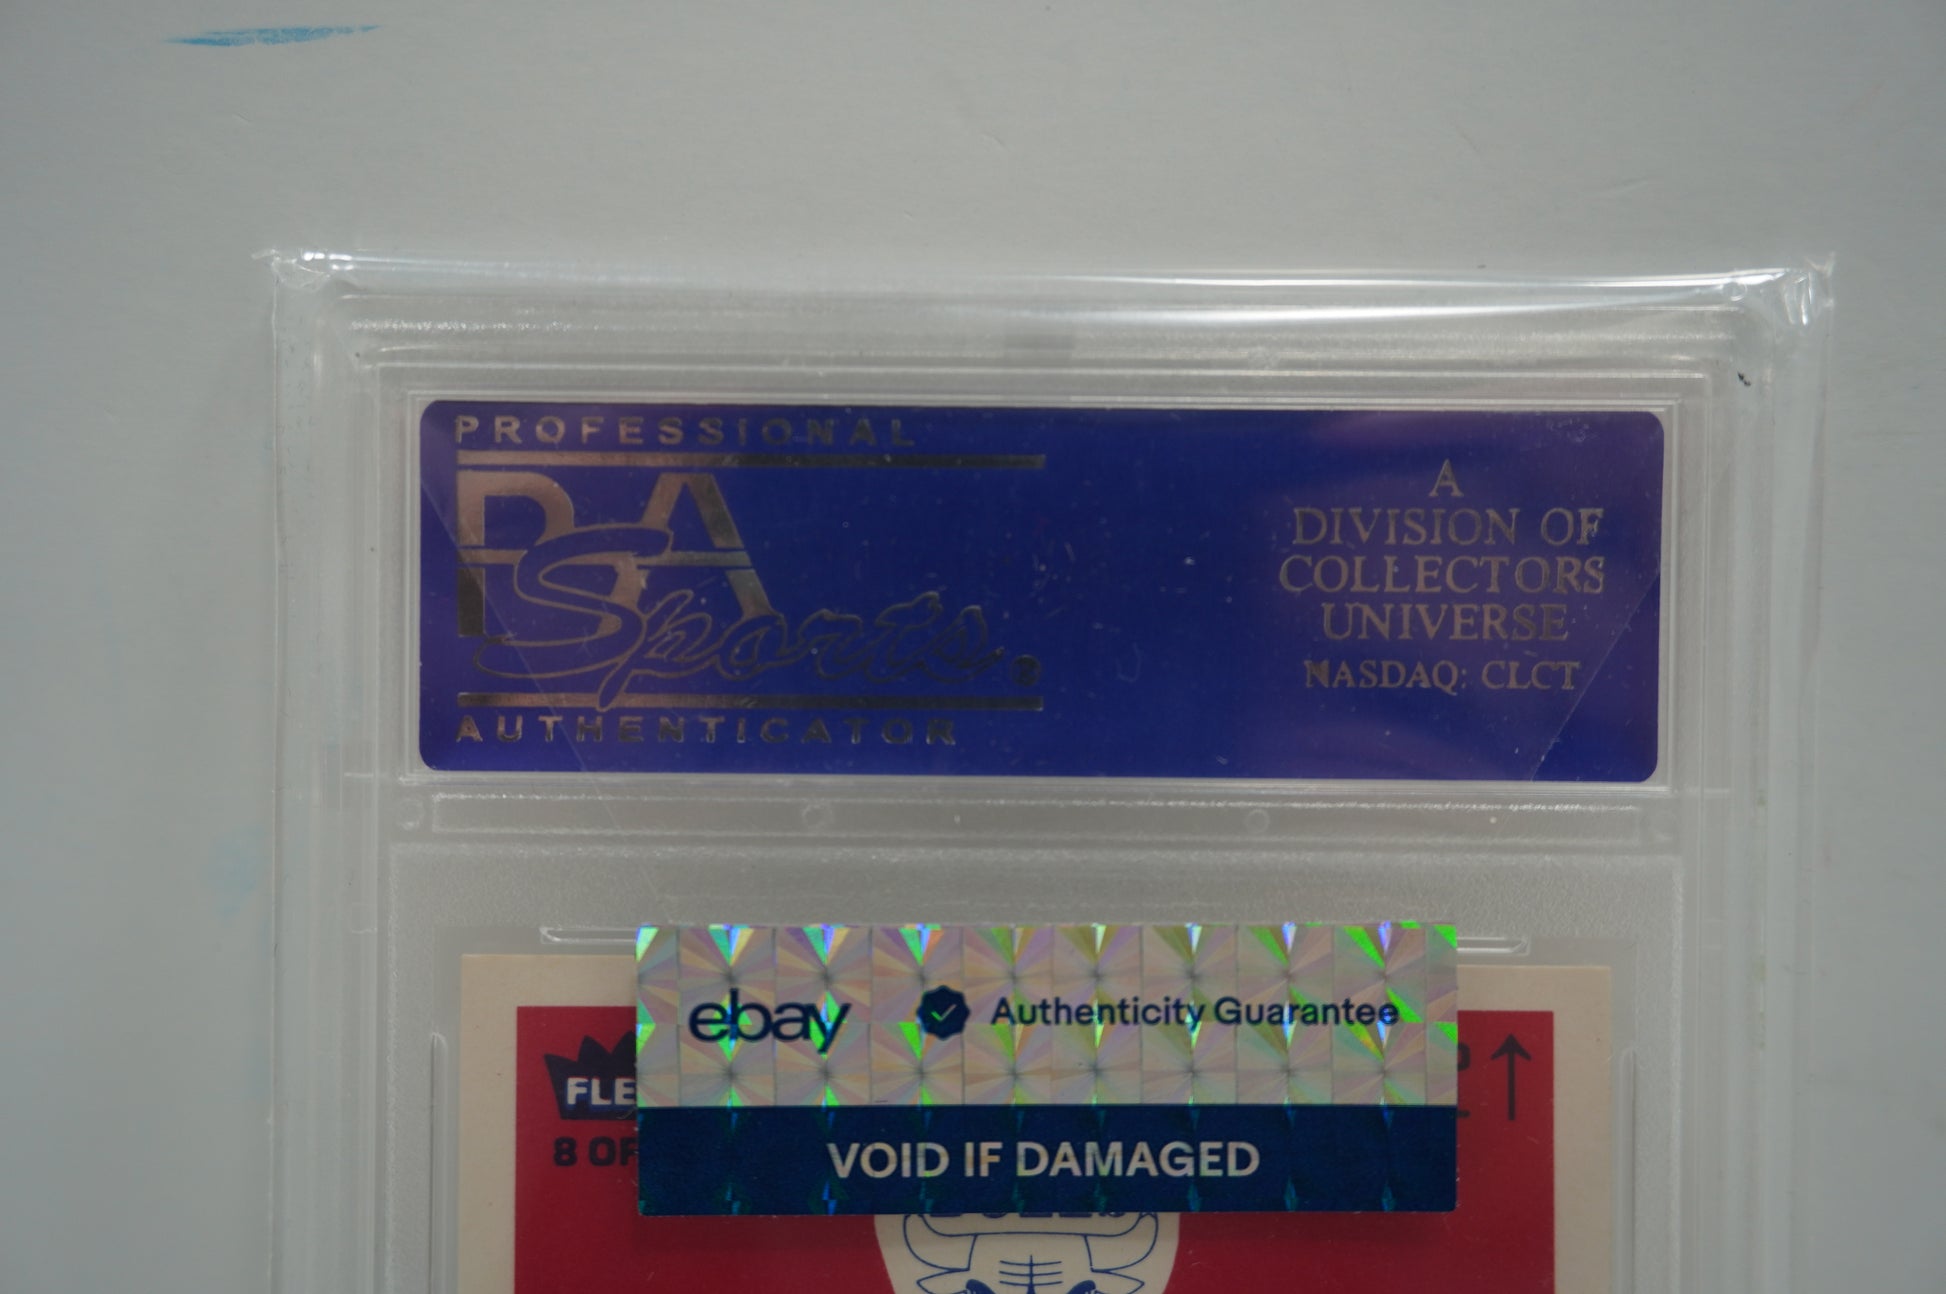 PROFESSIONAL
PSA
Sports®
AUTHENTICATOR
A
DIVISION OF
COLLECTORS
UNIVERSE
NASDAQ: CLCT
ebay Authenticity Guarantee
VOID IF DAMAGED
FLE
8 OF